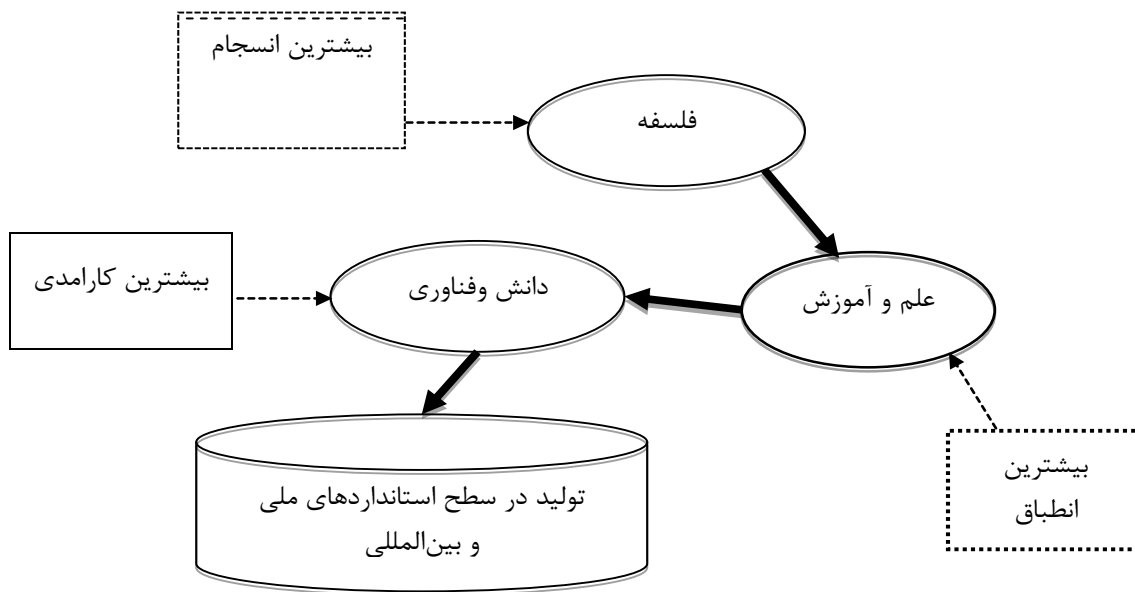 بیشترین انسجام
فلسفه
علم و آموزش
دانش وفناوری
بیشترین کارامدی
تولید در سطح استانداردهای ملی
و بین‌المللی
بیشترین
انطباق